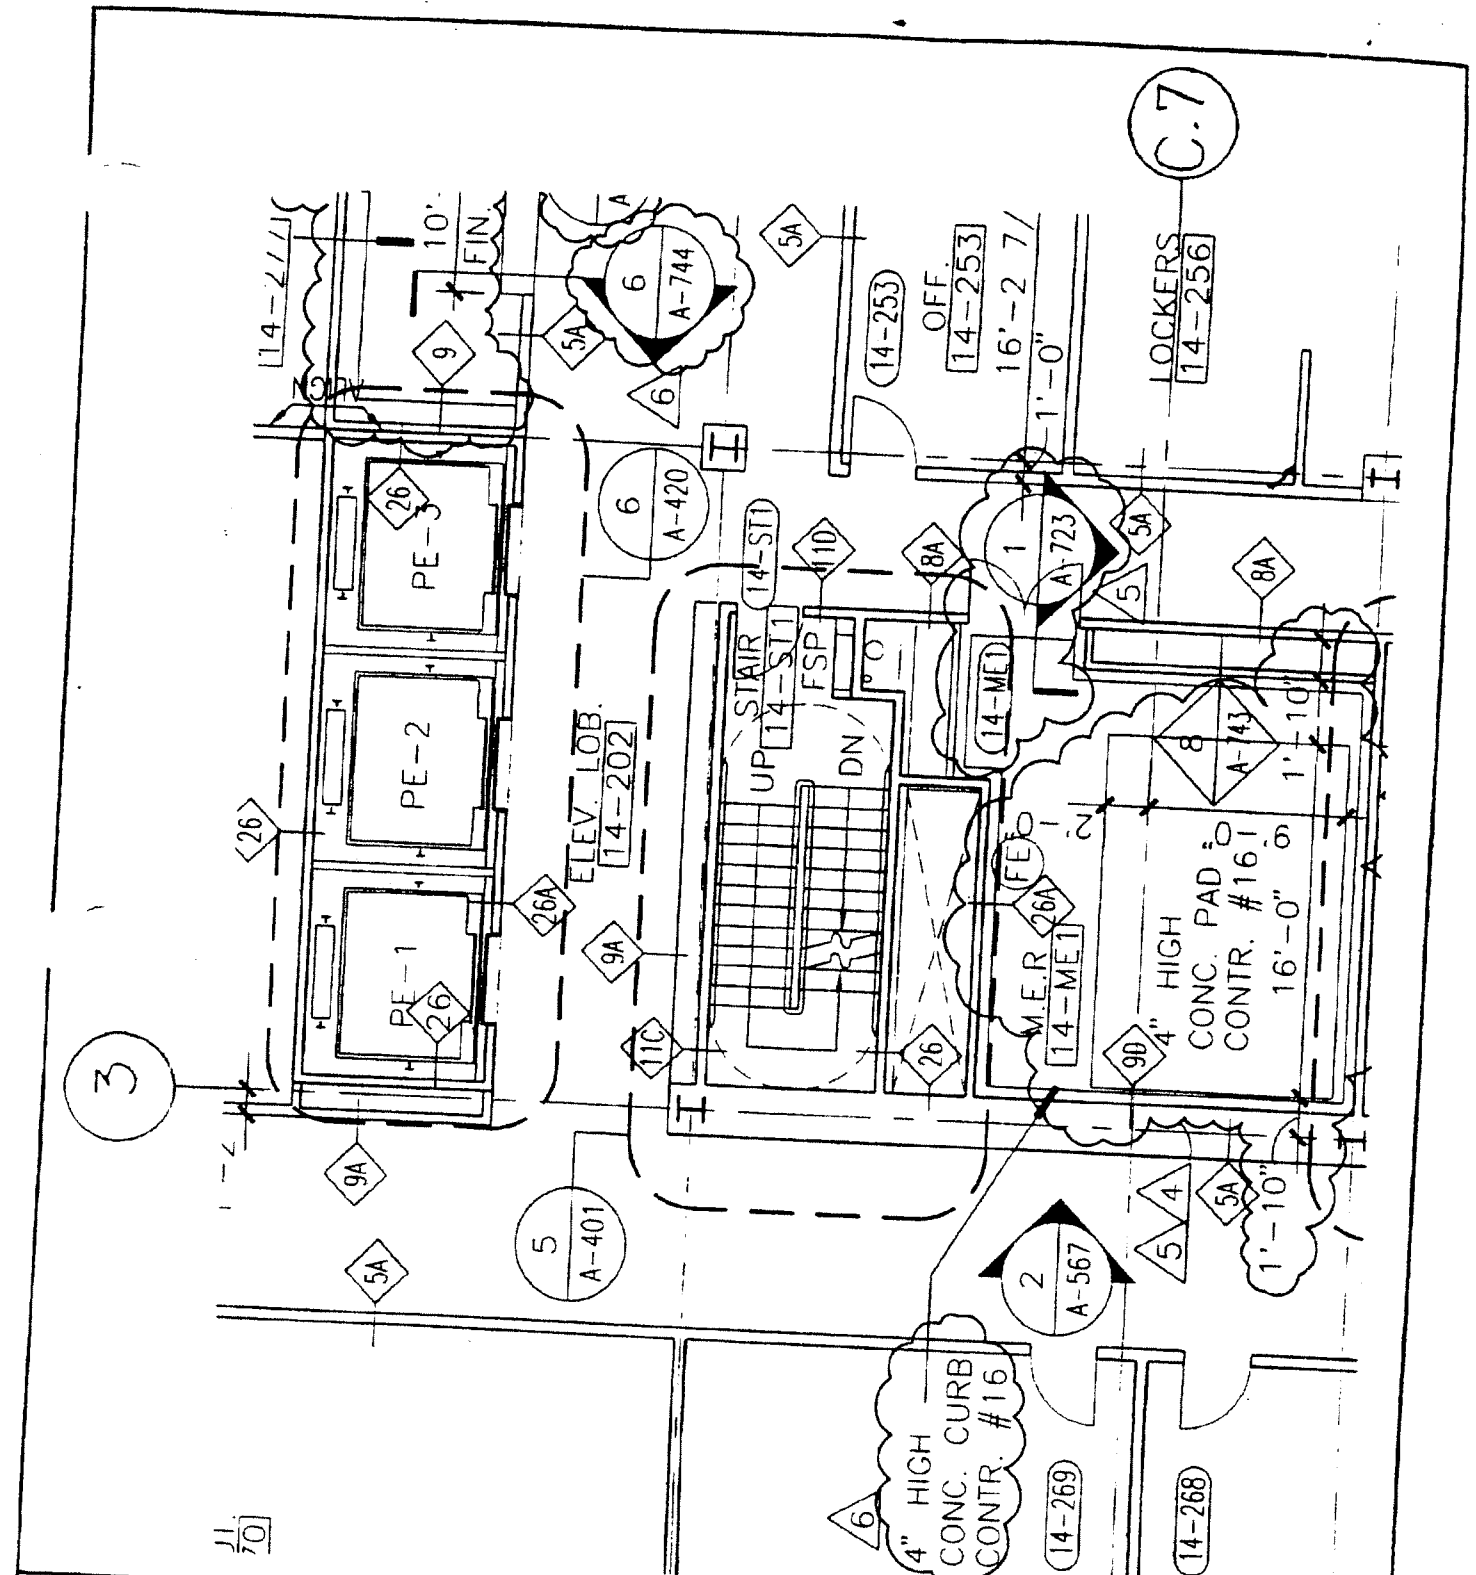 C.7
3
10'-
FIN.
6
A-744
5A
5A
9
6
14-253
OFF.
14-253
16'-2 7/
1'-0"
LOCKERS
14-256
26
PE-3
6
A-420
14-ST1
11D
8A
1
A-723
5A
5
8A
STAIR
14-ST1
FSP
14-ME1
PE-2
26
ELEV. LOB.
14-202
UP
DN
8
A-743
1'-10"
2'-0"
9'-0"
FE
26A
26A
PE-1
26
9A
11C
26
M.E.R
14-ME1
4" HIGH
CONC. PAD
CONTR. #16
16'-0"
9D
9A
5A
5
A-401
2
A-567
5
4
5A
1'-10"
6
4" HIGH
CONC. CURB
CONTR. #16
14-269
14-268